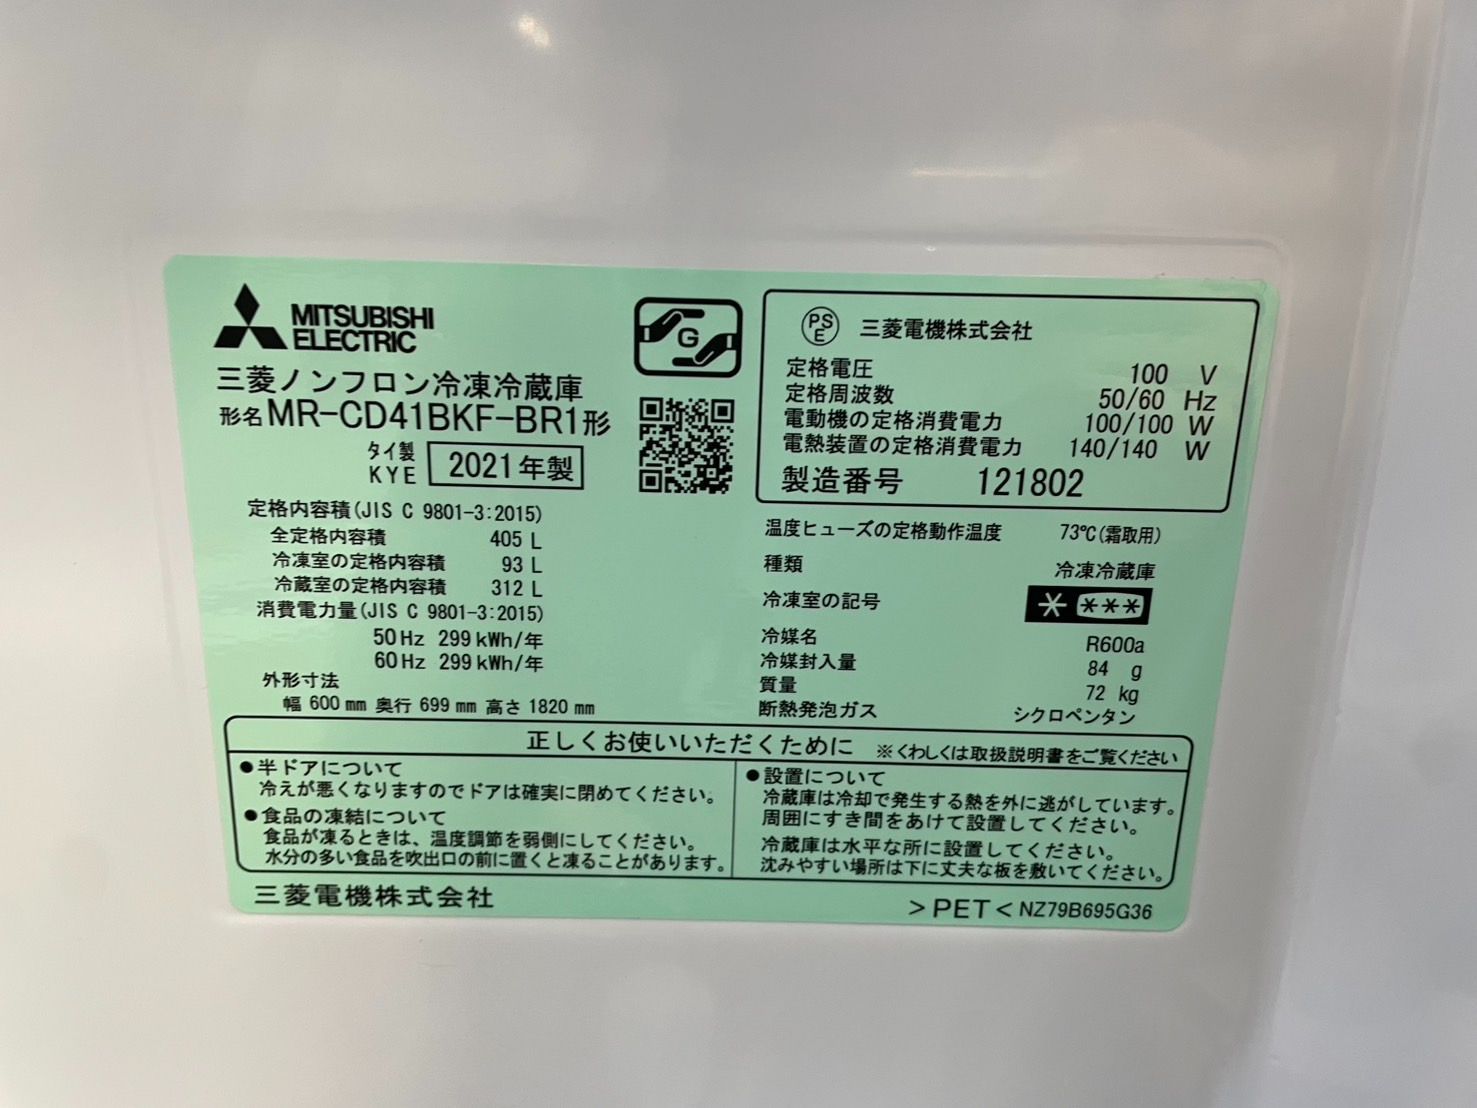 MITSUBISHI
ELECTRIC
三菱ノンフロン冷凍冷蔵庫
形名MR-CD41BKF-BR1形
タイ製
KYE
2021年製
定格内容積(JIS C 9801-3:2015)
全定格内容積 405 L
冷凍室の定格内容積 93 L
冷蔵室の定格内容積 312 L
消費電力量(JIS C 9801-3:2015)
50Hz 299kWh/年
60Hz 299kWh/年
外形寸法
幅 600mm 奥行 699mm 高さ 1820mm
G
PS
E
三菱電機株式会社
定格電圧 100 V
定格周波数 50/60 Hz
電動機の定格消費電力 100/100 W
電熱装置の定格消費電力 140/140 W
製造番号 121802
温度ヒューズの定格動作温度 73℃(霜取用)
種類 冷凍冷蔵庫
冷凍室の記号 * ***
冷媒名 R600a
冷媒封入量 84 g
質量 72 kg
断熱発泡ガス シクロペンタン
正しくお使いいただくために ※くわしくは取扱説明書をご覧ください
●半ドアについて
冷えが悪くなりますのでドアは確実に閉めてください。
●食品の凍結について
食品が凍るときは、温度調節を弱側にしてください。
水分の多い食品を吹出口の前に置くと凍ることがあります。
●設置について
冷蔵庫は冷却で発生する熱を外に逃がしています。
周囲にすき間をあけて設置してください。
冷蔵庫は水平な所に設置してください。
沈みやすい場所は下に丈夫な板を敷いてください。
三菱電機株式会社
>PET< NZ79B695G36